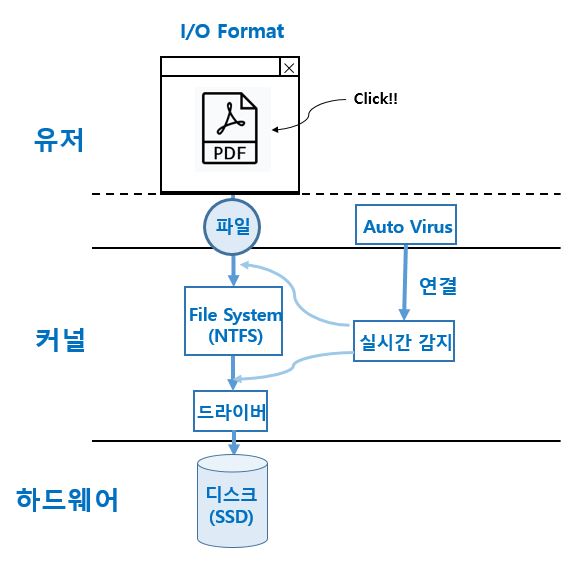 I/O Format
Click!!
PDF
유저
파일
Auto Virus
연결
File System
(NTFS)
실시간 감지
커널
드라이버
디스크
(SSD)
하드웨어